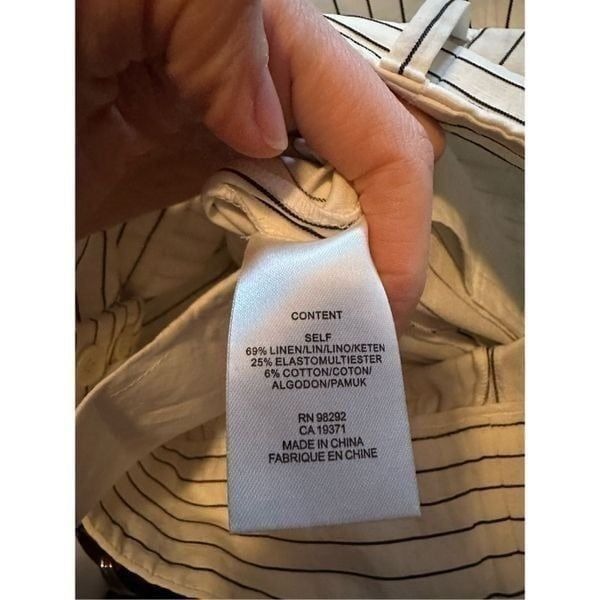 CONTENT
SELF
69% LINEN/LIN/LINO/KETEN
25% ELASTOMULTIESTER
6% COTTON/COTON/
ALGODON/PAMUK
RN 98292
CA 19371
MADE IN CHINA
FABRIQUE EN CHINE